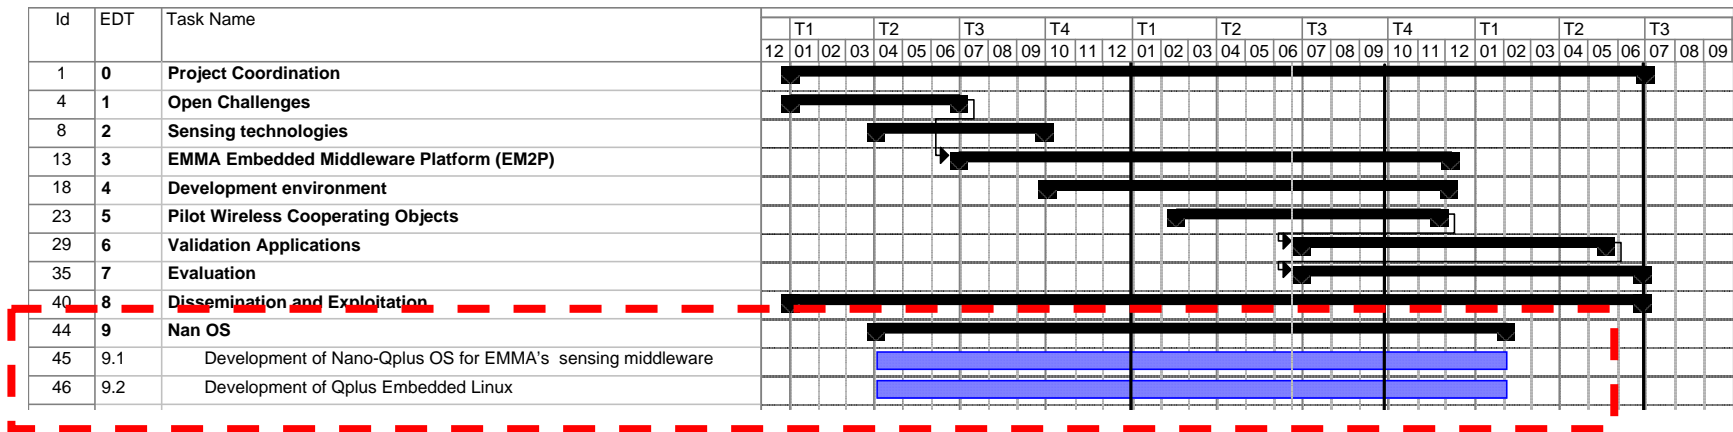 Id EDT Task Name
T1 T2 T3 T4 T1 T2 T3 T4 T1 T2 T3
12 01 02 03 04 05 06 07 08 09 10 11 12 01 02 03 04 05 06 07 08 09 10 11 12 01 02 03 04 05 06 07 08 09
1 0 Project Coordination
4 1 Open Challenges
8 2 Sensing technologies
13 3 EMMA Embedded Middleware Platform (EM2P)
18 4 Development environment
23 5 Pilot Wireless Cooperating Objects
29 6 Validation Applications
35 7 Evaluation
40 8 Dissemination and Exploitation
44 9 Nan OS
45 9.1 Development of Nano-Qplus OS for EMMA's sensing middleware
46 9.2 Development of Qplus Embedded Linux